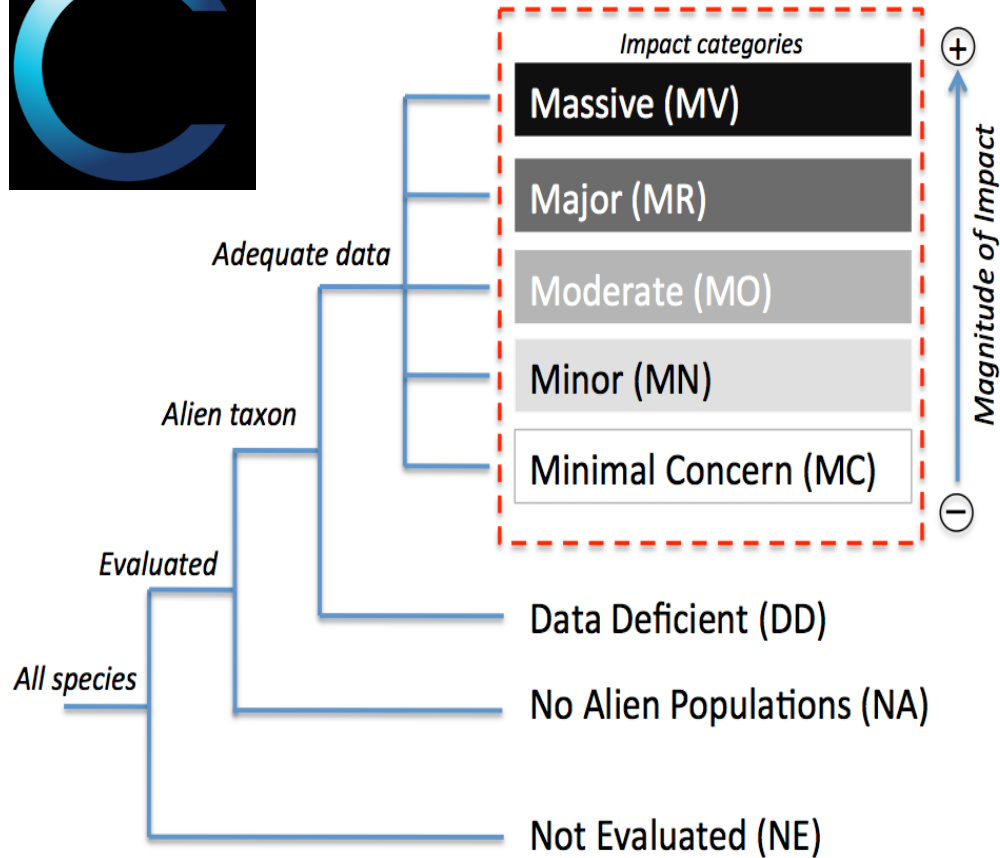 Impact categories
Massive (MV)
Major (MR)
Adequate data
Moderate (MO)
Minor (MN)
Alien taxon
Minimal Concern (MC)
Magnitude of Impact
+
−
Evaluated
Data Deficient (DD)
All species
No Alien Populations (NA)
Not Evaluated (NE)